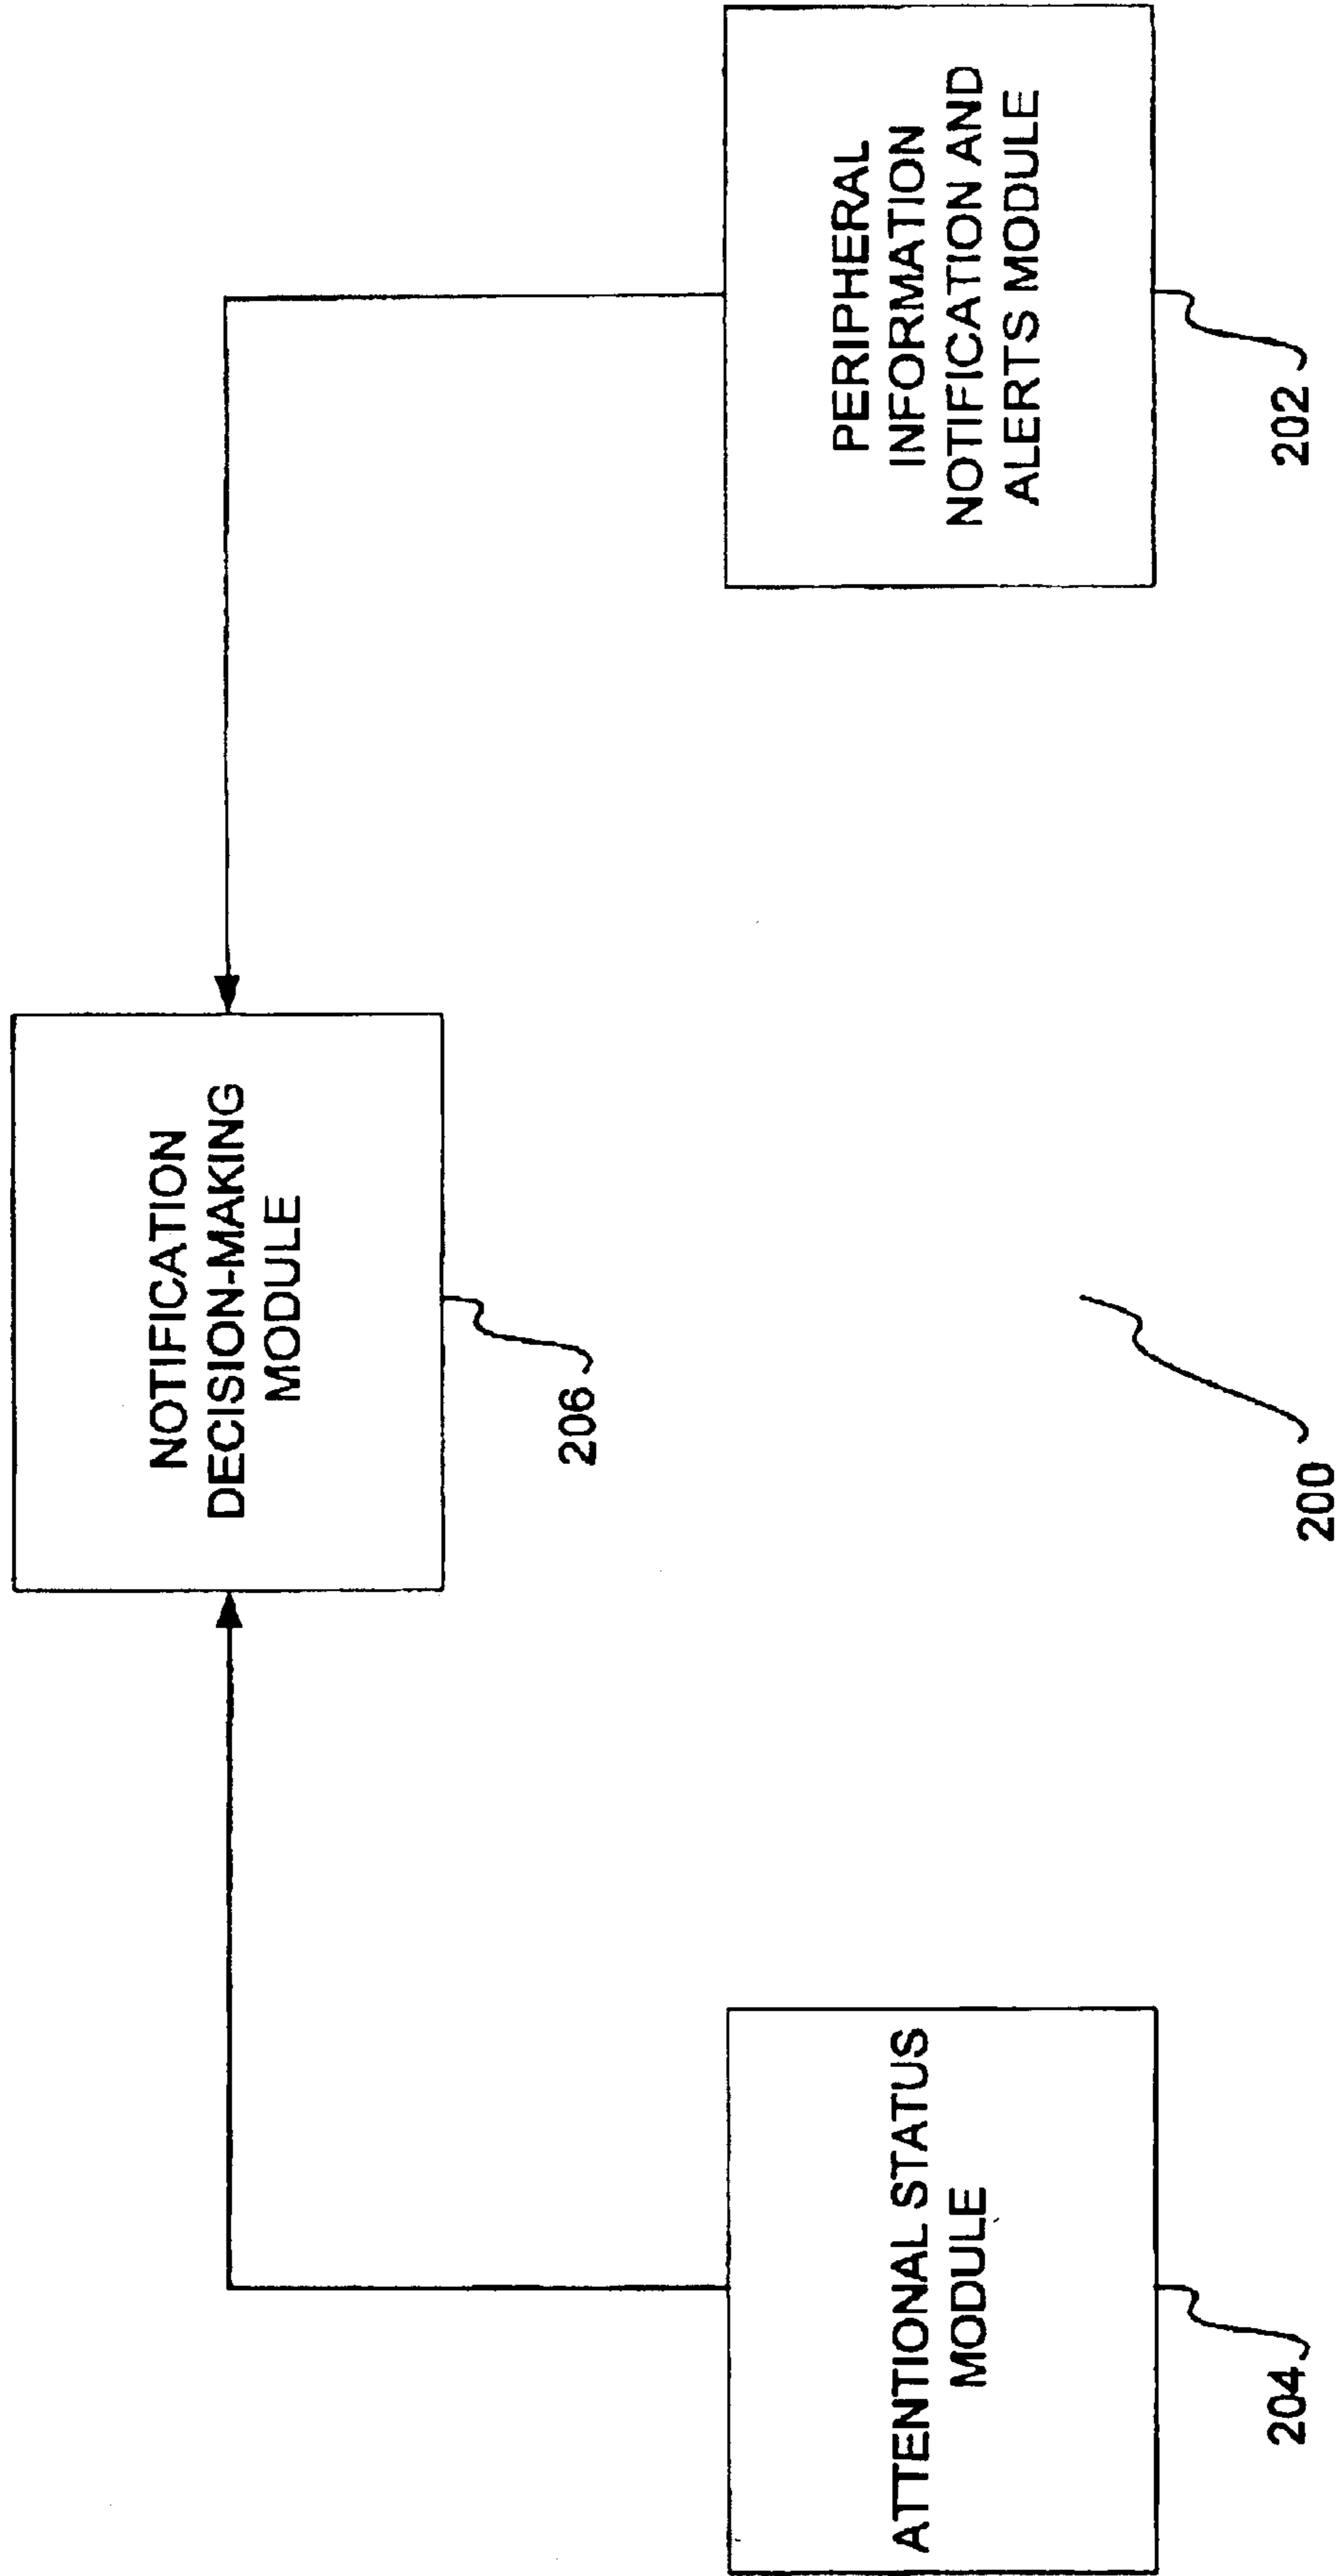 NOTIFICATION
DECISION-MAKING
MODULE
206
ATTENTIONAL STATUS
MODULE
204
200
PERIPHERAL
INFORMATION
NOTIFICATION AND
ALERTS MODULE
202